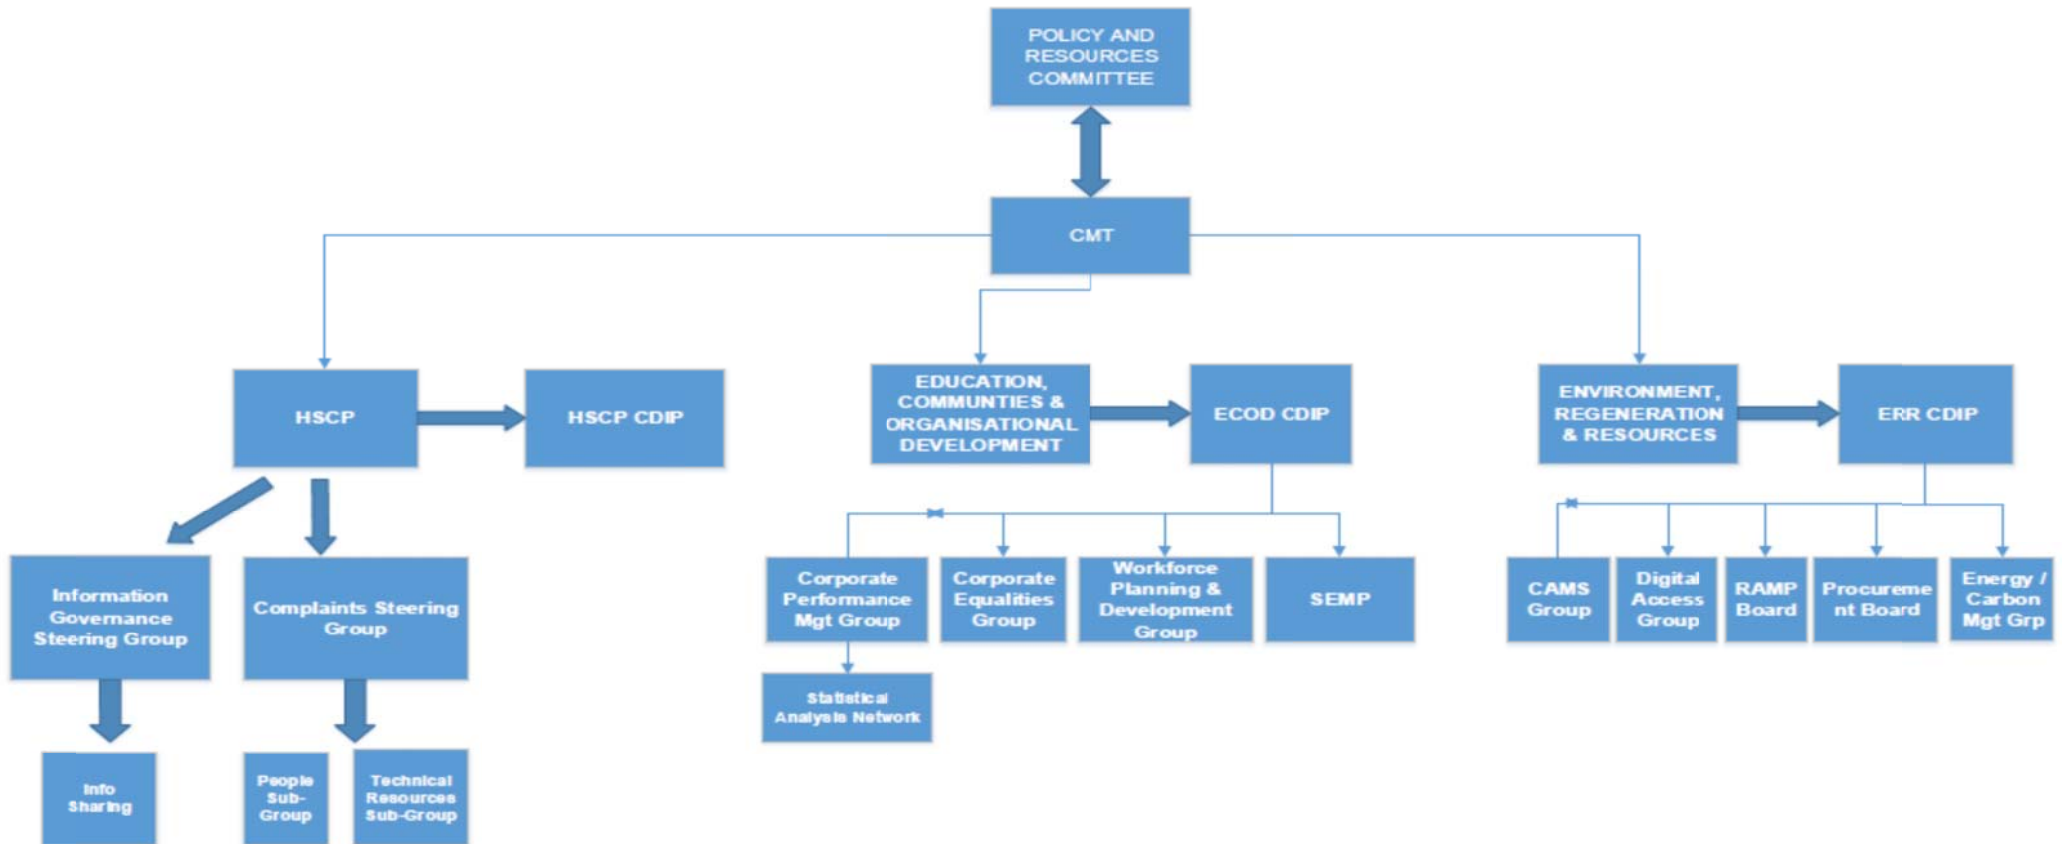 POLICY AND
RESOURCES
COMMITTEE
CMT
HSCP
HSCP CDIP
EDUCATION,
COMMUNTIES &
ORGANISATIONAL
DEVELOPMENT
ECOD CDIP
ENVIRONMENT,
REGENERATION
& RESOURCES
ERR CDIP
Information
Governance
Steering Group
Complaints Steering
Group
Corporate
Performance
Mgt Group
Corporate
Equalities
Group
Workforce
Planning &
Development
Group
SEMP
CAMS
Group
Digital
Access
Group
RAMP
Board
Procureme
nt Board
Energy /
Carbon
Mgt Grp
Statistical
Analysis Network
Info
Sharing
People
Sub-
Group
Technical
Resources
Sub-Group